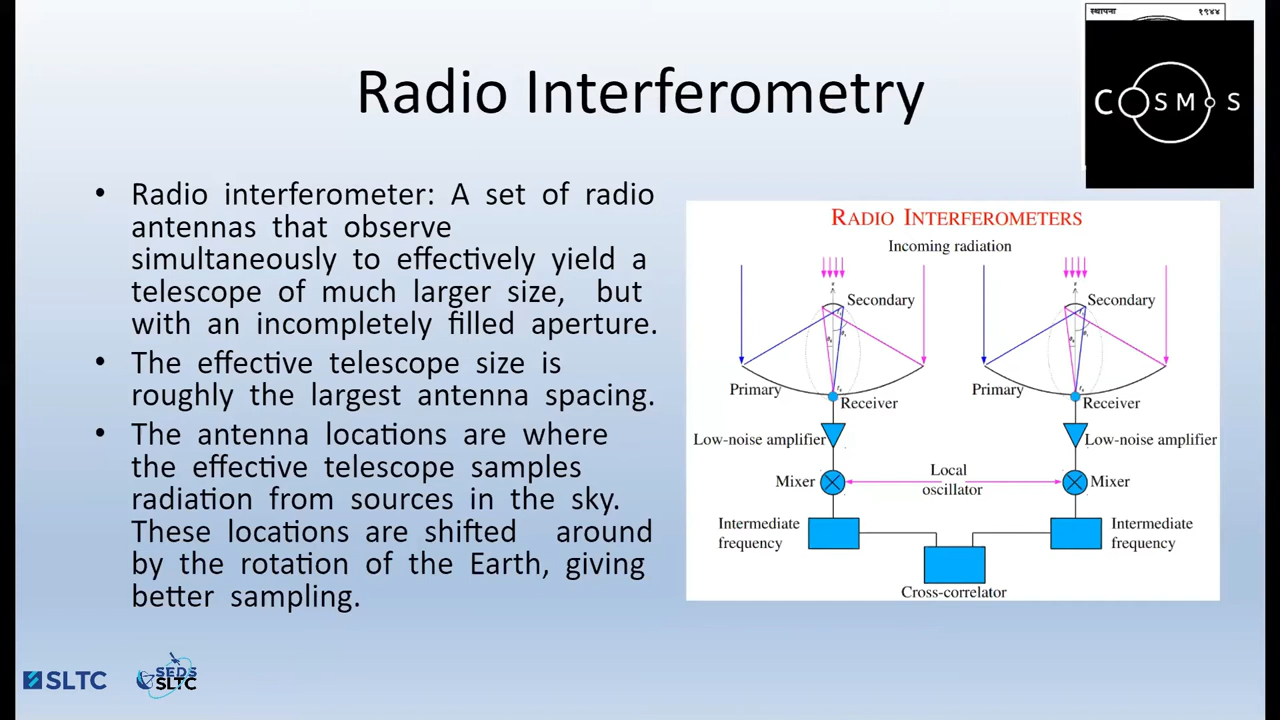 स्थापना १९४४
COSMOS
Radio Interferometry
• Radio interferometer: A set of radio
antennas that observe
simultaneously to effectively yield a
telescope of much larger size, but
with an incompletely filled aperture.
• The effective telescope size is
roughly the largest antenna spacing.
• The antenna locations are where
the effective telescope samples
radiation from sources in the sky.
These locations are shifted around
by the rotation of the Earth, giving
better sampling.
RADIO INTERFEROMETERS
Incoming radiation
Secondary
Secondary
Primary
Receiver
Primary
Receiver
Low-noise amplifier
Low-noise amplifier
Mixer
Local
oscillator
Mixer
Intermediate
frequency
Intermediate
frequency
Cross-correlator
SLTC
SEDS
SLTC